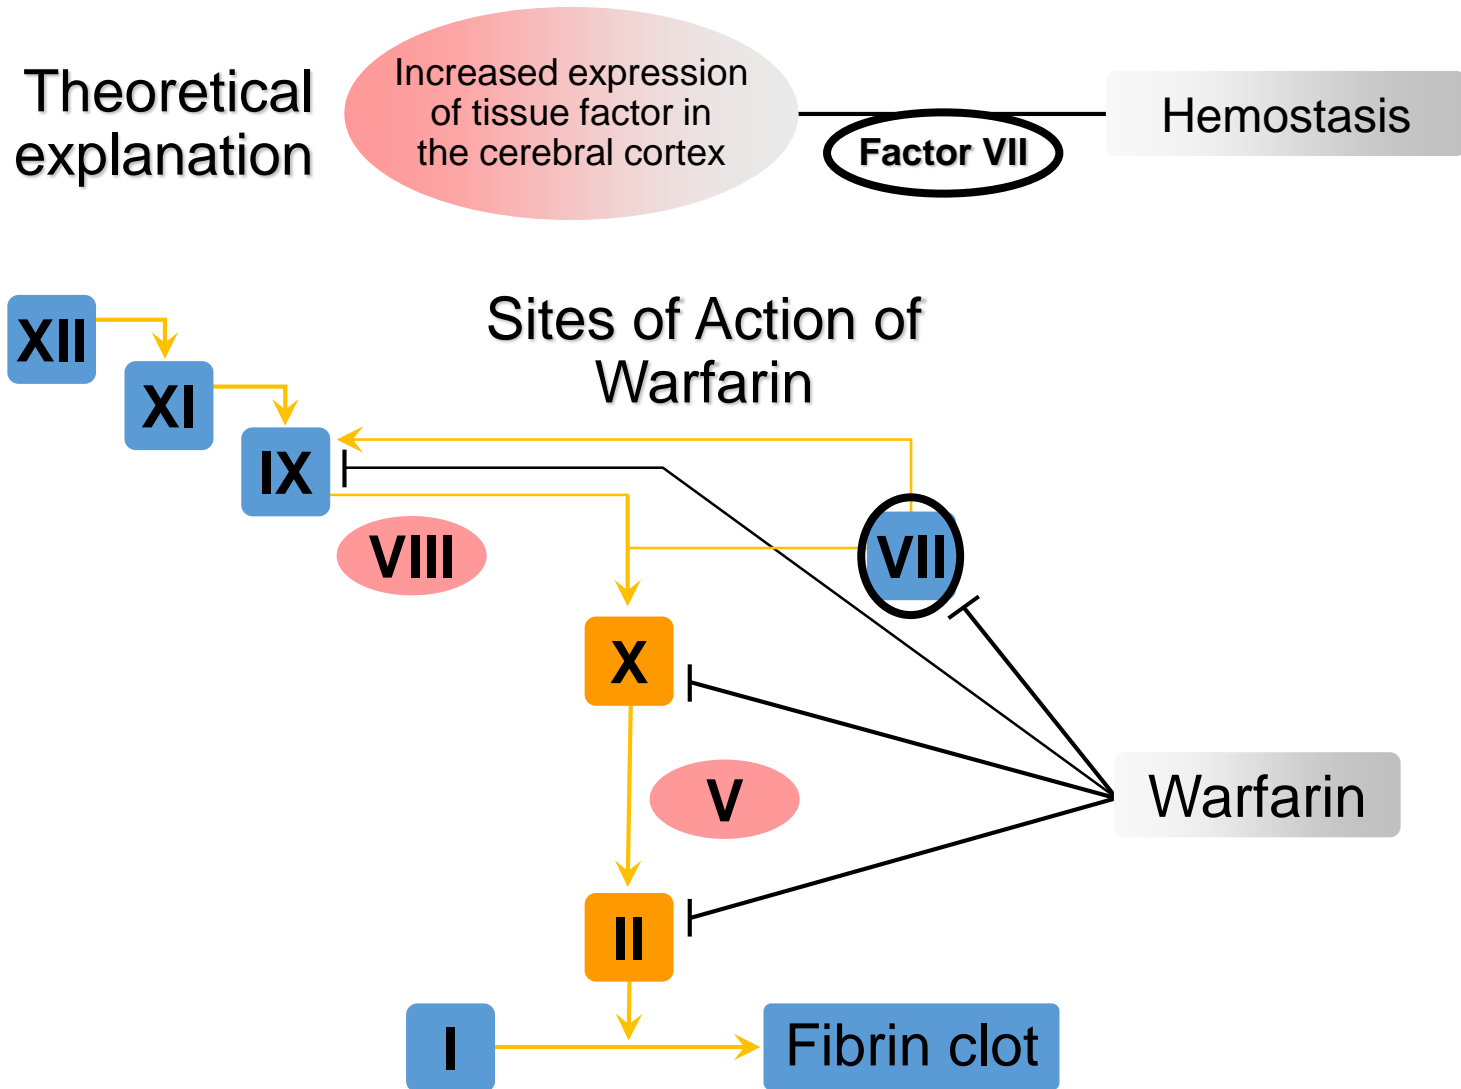 Theoretical
explanation
Increased expression
of tissue factor in
the cerebral cortex
Factor VII
Hemostasis
Sites of Action of
Warfarin
XII
XI
IX
VIII
VII
X
V
Warfarin
II
I
Fibrin clot